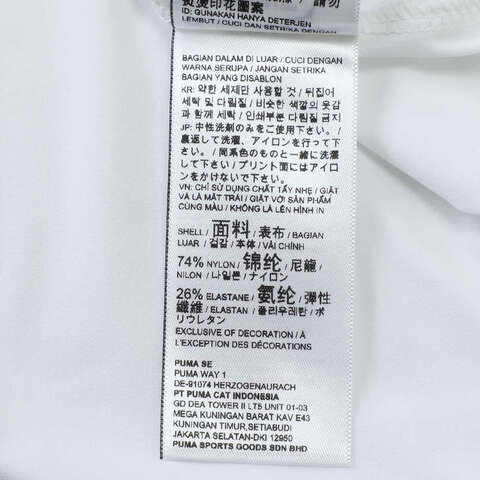 熨燙印花圖案
ID: GUNAKAN HANYA DETERJEN
LEMBUT / CUCI DAN SETRIKA DENGAN
BAGIAN DALAM DI LUAR / CUCI DENGAN
WARNA SERUPA / JANGAN SETRIKA
BAGIAN YANG DISABLON
KR: 약한 세제만 사용할 것 / 뒤집어
세탁 및 다림질 / 비슷한 색깔의 옷감
과 함께 세탁 / 인쇄부분 다림질 금지
JP: 中性洗剤のみをご使用下さい。/
裏返して洗濯、アイロンを行って下
さい。/ 同系色のものと一緒に洗濯
して下さい / プリント面にはアイロン
をかけないで下さい。
VN: CHỈ SỬ DỤNG CHẤT TẨY NHẸ / GIẶT
VÀ LÀ MẶT TRÁI / GIẶT VỚI SẢN PHẨM
CÙNG MÀU / KHÔNG LÀ LÊN HÌNH IN
SHELL / 面料 / 表布 / BAGIAN
LUAR / 겉감 / 本体 / VẢI CHÍNH
74% NYLON / 锦纶 / 尼龍 /
NILON / 나일론 / ナイロン
26% ELASTANE / 氨纶 / 彈性
纖維 / ELASTAN / 폴리우레탄 / ポ
リウレタン
EXCLUSIVE OF DECORATION / À
L'EXCEPTION DES DÉCORATIONS
PUMA SE
PUMA WAY 1
DE-91074 HERZOGENAURACH
PT PUMA CAT INDONESIA
GD DEA TOWER II LT5 UNIT 01-03
MEGA KUNINGAN BARAT KAV E43
KUNINGAN TIMUR, SETIABUDI
JAKARTA SELATAN-DKI 12950
PUMA SPORTS GOODS SDN BHD